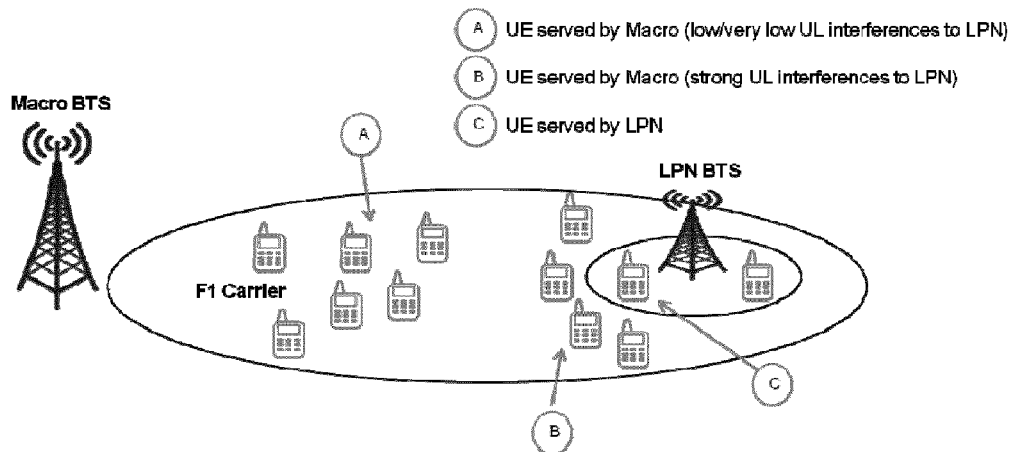 A UE served by Macro (low/very low UL interferences to LPN)
B UE served by Macro (strong UL interferences to LPN)
C UE served by LPN
Macro BTS
A
LPN BTS
F1 Carrier
C
B